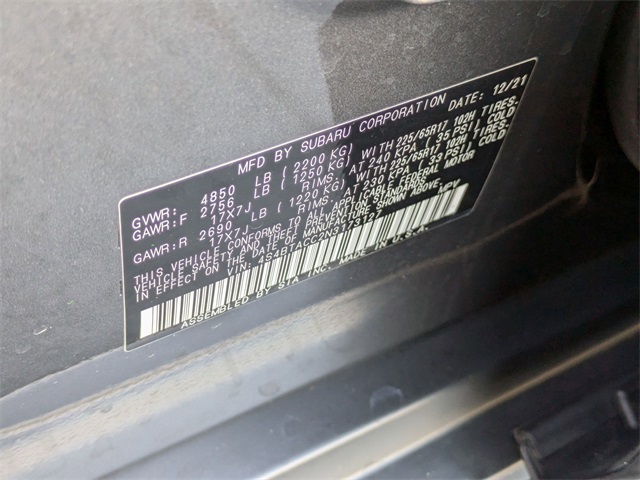 MFD BY SUBARU CORPORATION DATE: 12/21
GVWR: 4850 LB (2200 KG)
GAWR:F 2756 LB (1250 KG) WITH 225/65R17 102H TIRES.
17X7J RIMS. AT 240 KPA (35 PSI) COLD
GAWR:R 2690 LB (1220 KG) WITH 225/65R17 102H TIRES.
17X7J RIMS. AT 230 KPA (33 PSI) COLD
THIS VEHICLE CONFORMS TO ALL APPLICABLE FEDERAL MOTOR
VEHICLE SAFETY, BUMPER, AND THEFT PREVENTION STANDARDS
IN EFFECT ON THE DATE OF MANUFACTURE SHOWN ABOVE.
VIN: MPV
ASSEMBLED BY SIA, INC. MADE IN U.S.A.